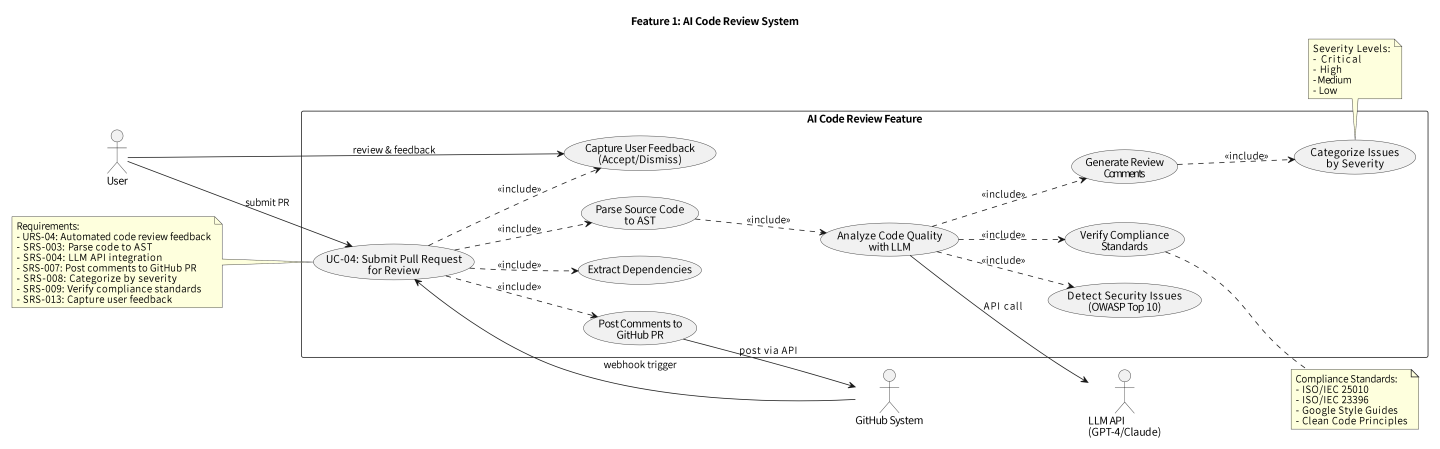 Feature 1: AI Code Review System
Severity Levels:
- Critical
- High
- Medium
- Low
AI Code Review Feature
User
review & feedback
submit PR
Capture User Feedback
(Accept/Dismiss)
«include»
Parse Source Code
to AST
«include»
«include»
Generate Review
Comments
«include»
Categorize Issues
by Severity
«include»
Analyze Code Quality
with LLM
«include»
Verify Compliance
Standards
Requirements:
- URS-04: Automated code review feedback
- SRS-003: Parse code to AST
- SRS-004: LLM API integration
- SRS-007: Post comments to GitHub PR
- SRS-008: Categorize by severity
- SRS-009: Verify compliance standards
- SRS-013: Capture user feedback
UC-04: Submit Pull Request
for Review
«include»
Extract Dependencies
«include»
Detect Security Issues
(OWASP Top 10)
«include»
Post Comments to
GitHub PR
API call
post via API
webhook trigger
GitHub System
LLM API
(GPT-4/Claude)
Compliance Standards:
- ISO/IEC 25010
- ISO/IEC 23396
- Google Style Guides
- Clean Code Principles